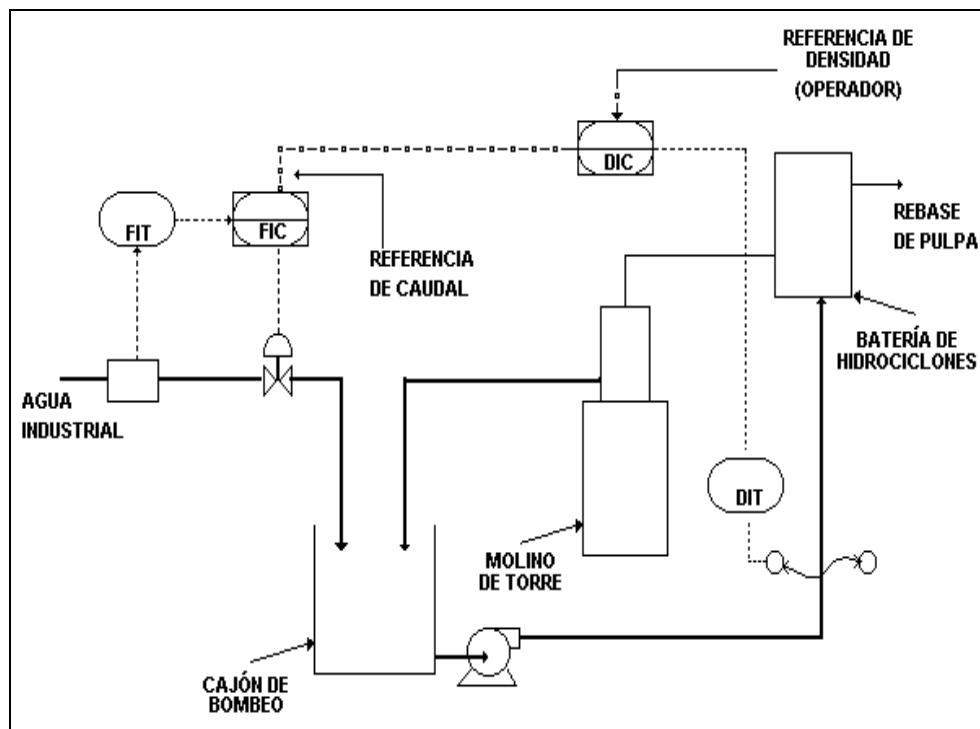 REFERENCIA DE
DENSIDAD
(OPERADOR)
DIC
FIT
FIC
REFERENCIA
DE CAUDAL
REBASE
DE PULPA
BATERÍA DE
HIDROCICLONES
AGUA
INDUSTRIAL
DIT
MOLINO
DE TORRE
CAJÓN DE
BOMBEO